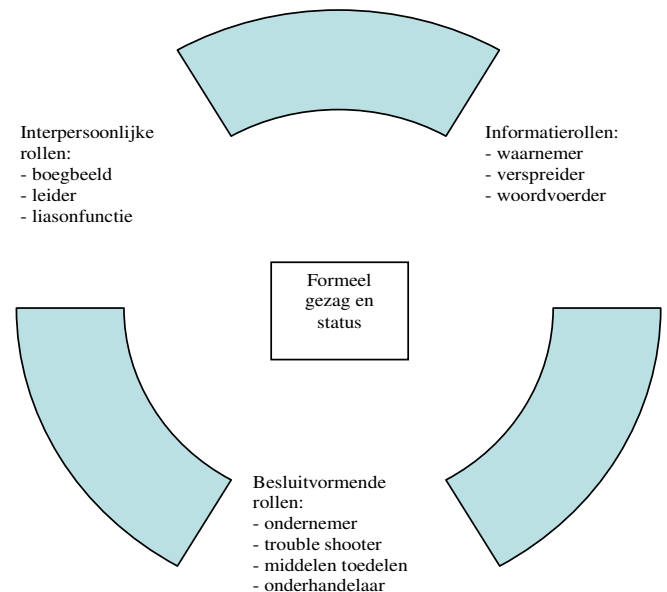 Interpersoonlijke
rollen:
- boegbeeld
- leider
- liasonfunctie
Informatierollen:
- waarnemer
- verspreider
- woordvoerder
Formeel
gezag en
status
Besluitvormende
rollen:
- ondernemer
- trouble shooter
- middelen toedelen
- onderhandelaar